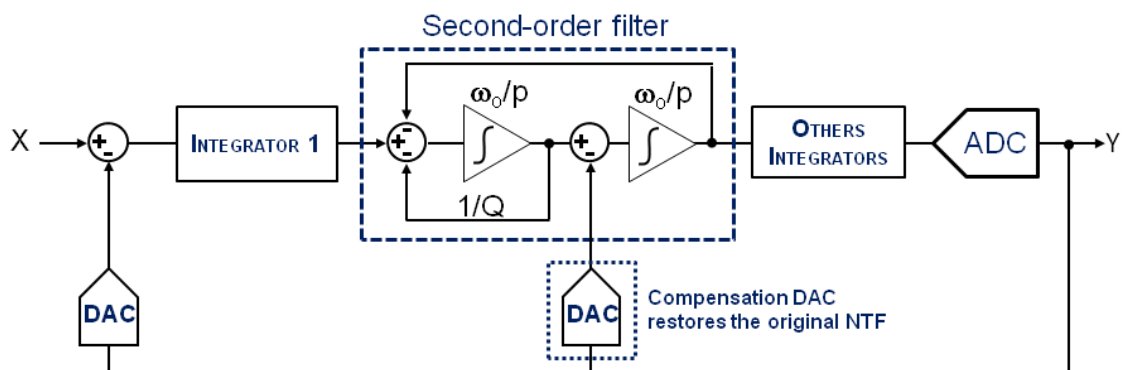 Second-order filter
ω₀/p
ω₀/p
X
+
-
INTEGRATOR 1
-
+
-
∫
+
-
∫
OTHERS
INTEGRATORS
ADC
Y
1/Q
DAC
DAC
Compensation DAC
restores the original NTF